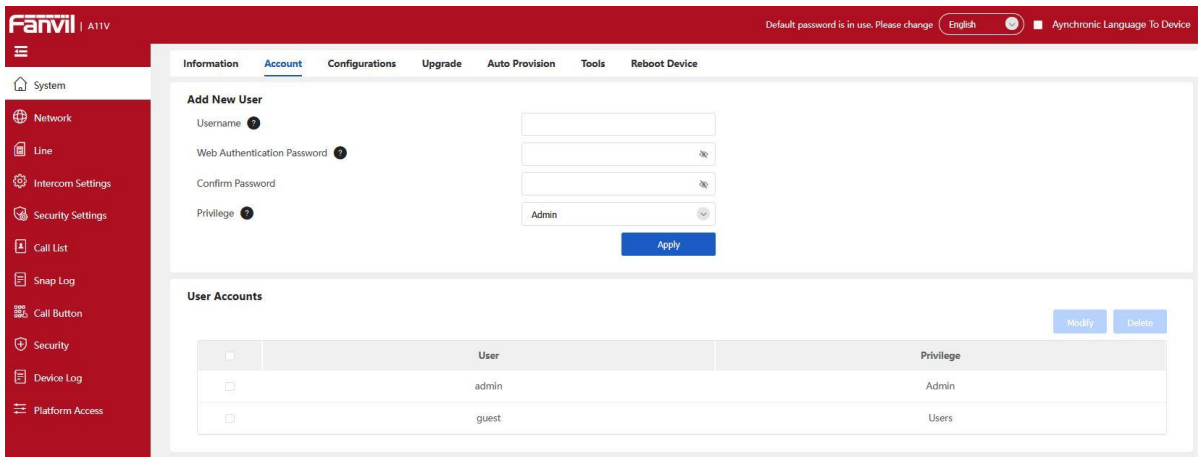 Fanvil | A11V
Default password is in use. Please change English Aynchronic Language To Device
Information Account Configurations Upgrade Auto Provision Tools Reboot Device
System
Network
Line
Intercom Settings
Security Settings
Call List
Snap Log
Call Button
Security
Device Log
Platform Access
Add New User
Username ?
Web Authentication Password ?
Confirm Password
Privilege ? Admin
Apply
User Accounts
Modify Delete
User Privilege
admin Admin
guest Users